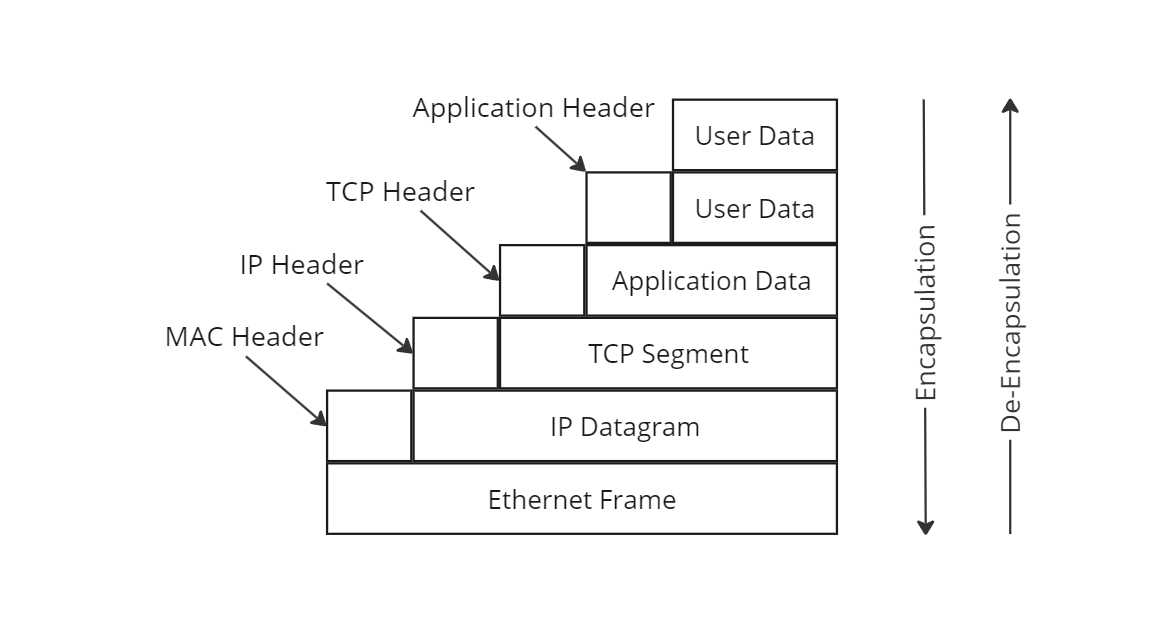 Application Header
User Data
TCP Header
User Data
IP Header
Application Data
MAC Header
TCP Segment
IP Datagram
Ethernet Frame
Encapsulation
De-Encapsulation